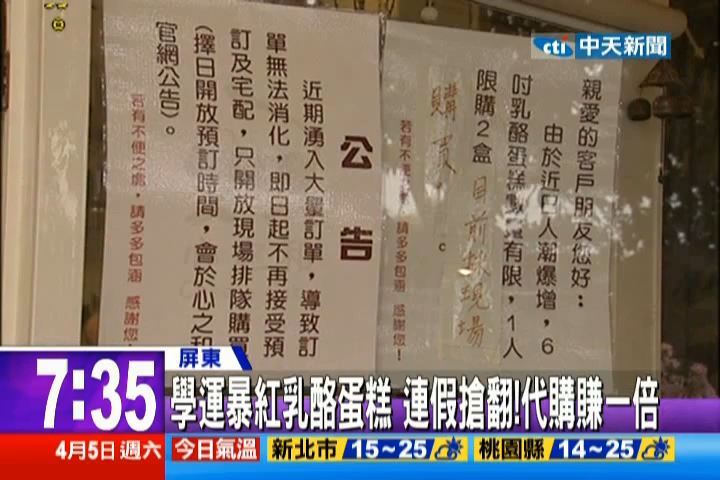 中天新聞
親愛的客戶朋友您好：
由於近日人潮爆增，6
吋乳酪蛋糕數量有限，1人
限購2盒 目前採現場
購買。
若有不便之處，請多多包涵 感謝您！
公告
近期湧入大量訂單，導致訂
單無法消化，即日起不再接受預
訂及宅配，只開放現場排隊購買
（擇日開放預訂時間，會於心之和
官網公告）。
若有不便之處，請多多包涵 感謝您！
屏東
7:35
學運暴紅乳酪蛋糕 連假搶翻!代購賺一倍
4月5日 週六 今日氣溫 新北市 15~25 桃園縣 14~25